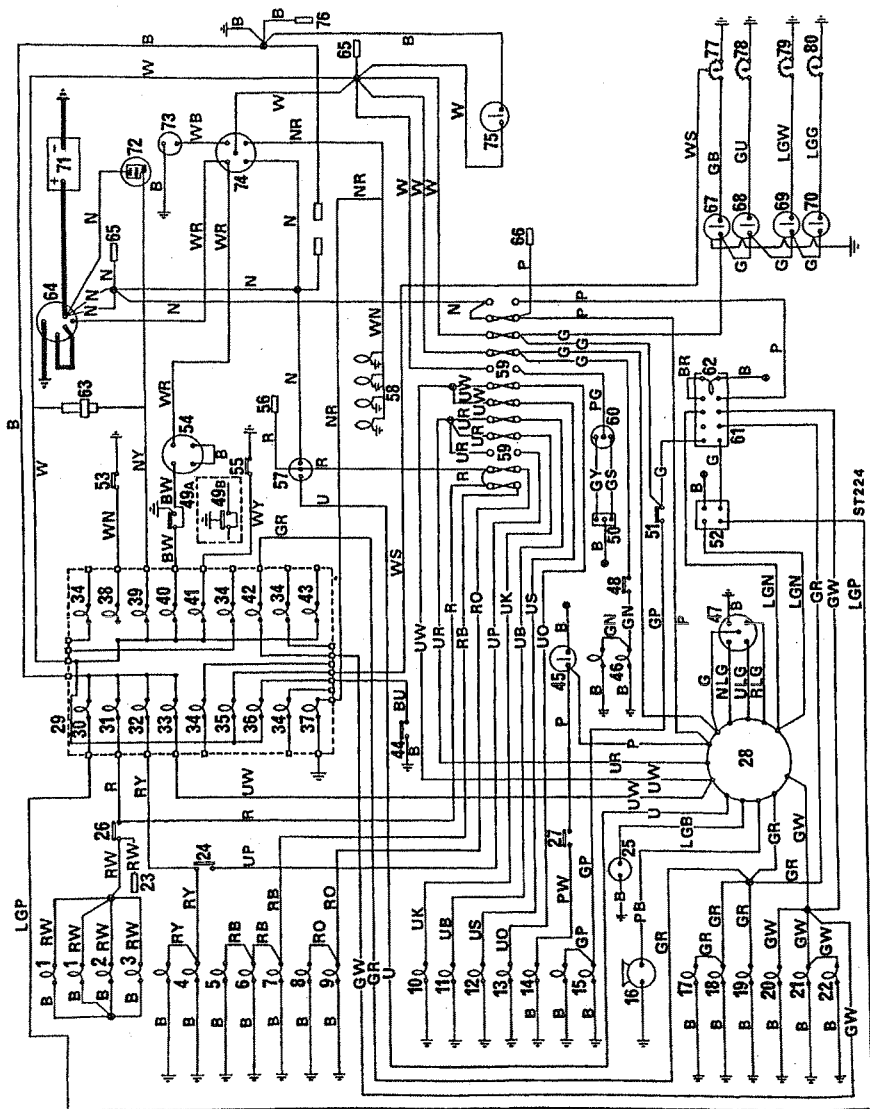 B
B
76
B
W
65
B
77
78
79
80
71
72
73
WB
B
74
W
NR
W
75
WS
GB
GU
LGW
LGG
67
68
69
70
G
G
G
64
N
65
N
N
N
N
WR
WR
N
N
NR
W
W
W
66
P
N
P
P
G
G
G
63
W
B
NY
WR
54
B
56
R
N
WN
58
NR
57
R
U
59
UW
UW
UR
UR
UR
59
PG
60
BR
62
B
P
53
WN
BW
49A
BW
49B
55
WY
GR
GY
GS
50
B
51
G
G
61
B
52
ST224
34
38
39
40
41
34
42
34
43
WS
UW
UR
R
RB
RO
UP
UK
UB
US
UO
B
48
GN
GN
GP
P
LGN
LGN
GR
GW
LGP
29
30
31
32
33
34
35
36
34
37
BU
44
B
45
P
B
46
B
47
B
G
NLG
ULG
RLG
28
LGP
R
RY
UW
26
RW
RW
23
R
24
UP
RY
RB
RO
P
UR
UW
UW
U
27
PW
GP
LGB
25
B
PB
GR
GW
B
1
RW
B
1
RW
B
2
RW
B
3
RW
RY
4
B
B
5
RB
B
6
RB
B
7
B
8
RO
B
9
GW
GR
U
10
UK
B
11
UB
B
12
US
B
13
UO
B
14
B
15
GP
B
16
GR
17
GR
B
18
GR
B
19
GR
B
20
GW
B
21
GW
B
22
GW
B
GW